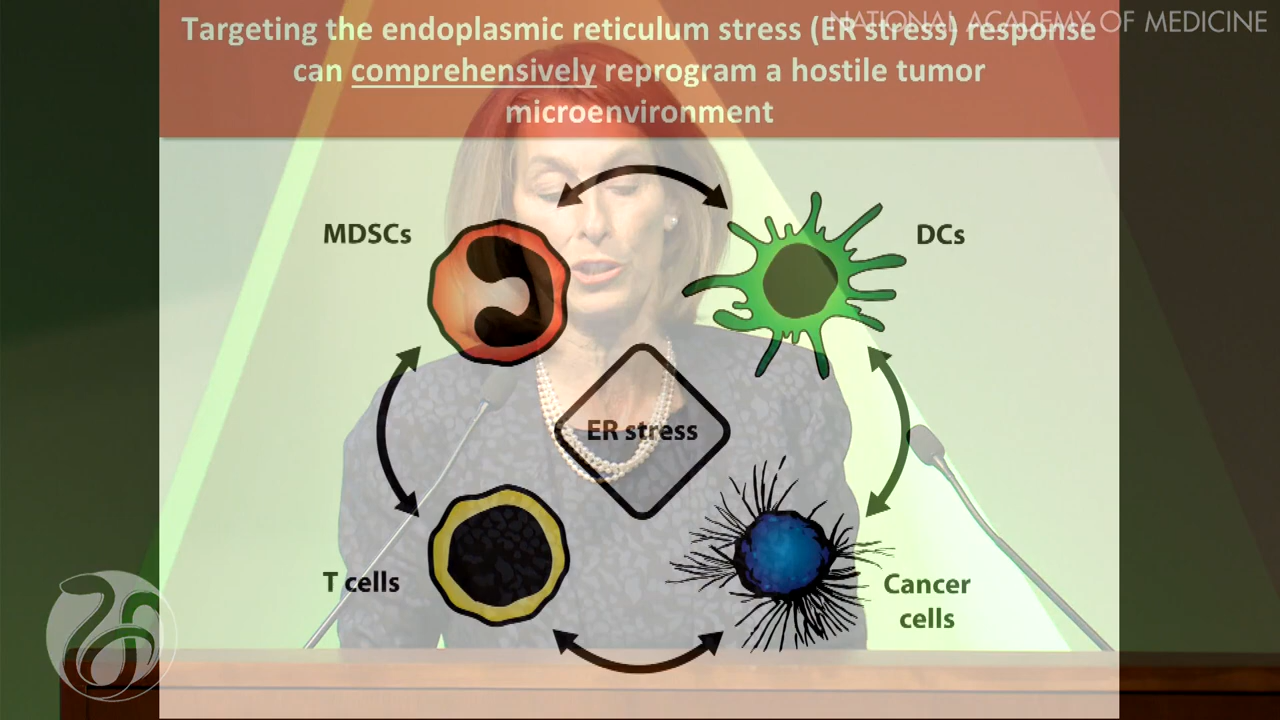 NATIONAL ACADEMY OF MEDICINE
Targeting the endoplasmic reticulum stress (ER stress) response
can comprehensively reprogram a hostile tumor
microenvironment
MDSCs
DCs
ER stress
T cells
Cancer
cells